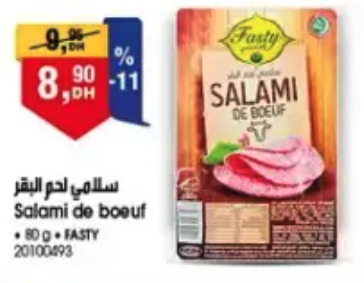 9,95 DH
8,90 DH
% -11
سلامي لحم البقر
Salami de boeuf
• 80 g • FASTY
20100493
Fasty
SALAMI
DE BOEUF